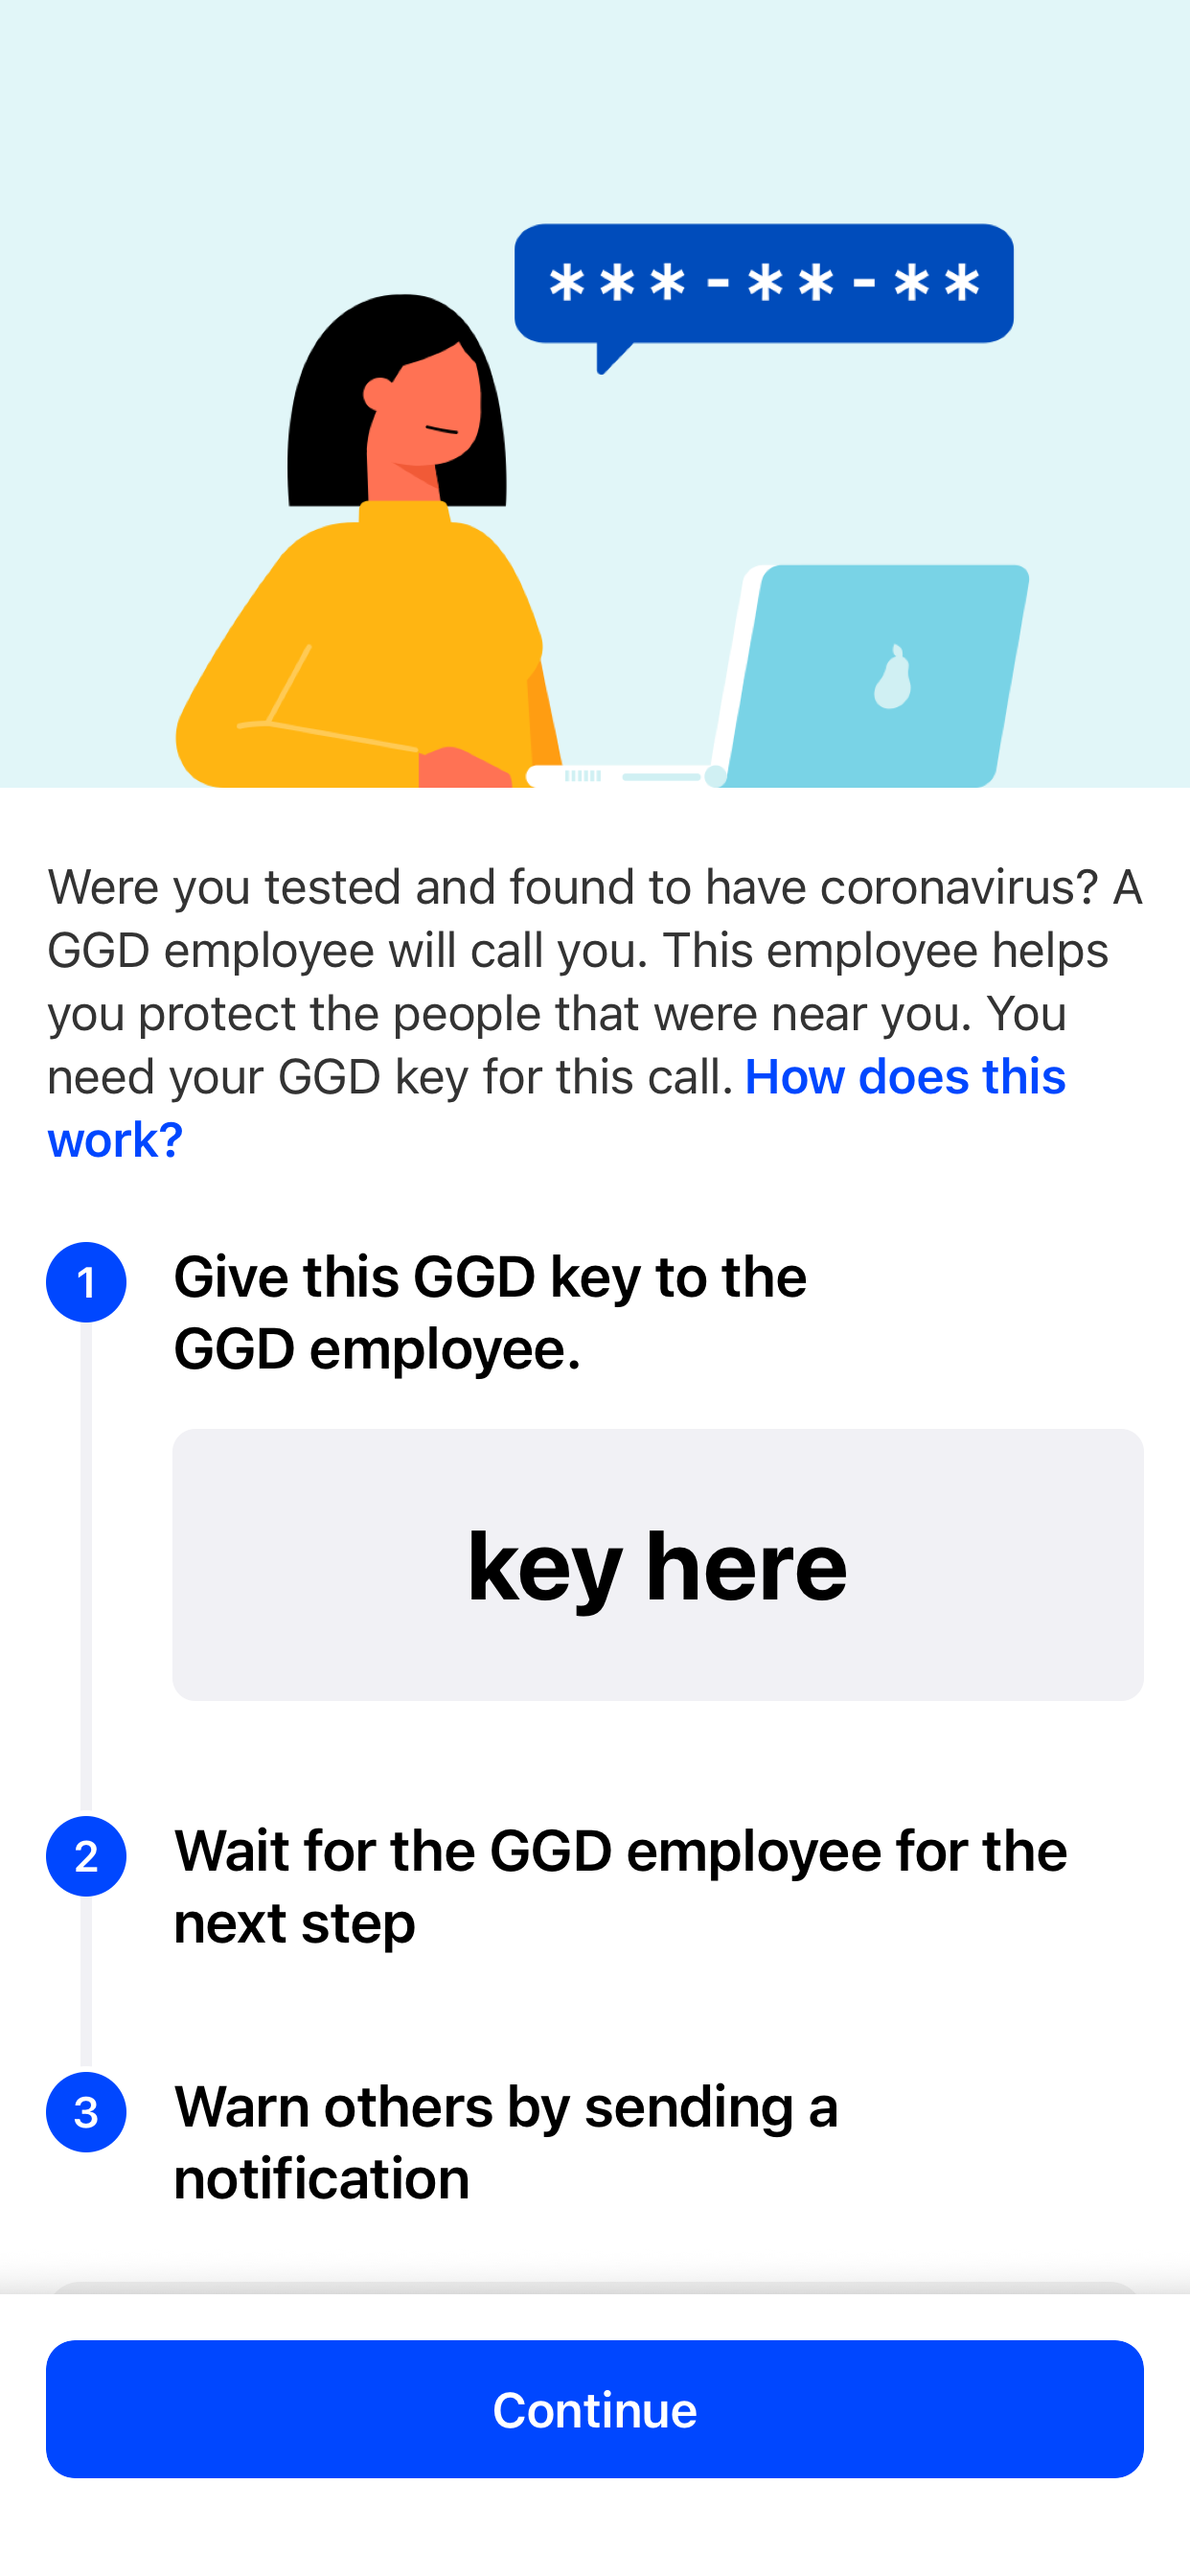 ***-**-**
Were you tested and found to have coronavirus? A
GGD employee will call you. This employee helps
you protect the people that were near you. You
need your GGD key for this call. How does this
work?
1
Give this GGD key to the
GGD employee.
key here
2
Wait for the GGD employee for the
next step
3
Warn others by sending a
notification
Continue